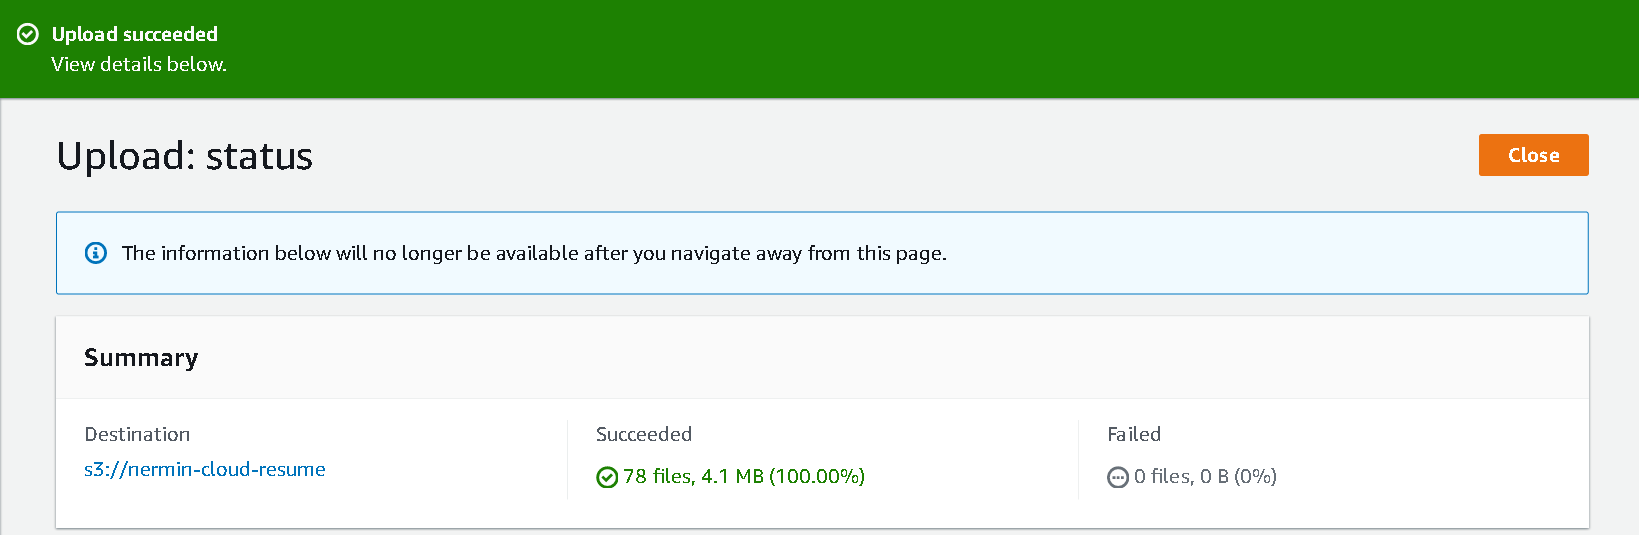 Upload succeeded
View details below.
Upload: status
Close
The information below will no longer be available after you navigate away from this page.
Summary
Destination
s3://nermin-cloud-resume
Succeeded
78 files, 4.1 MB (100.00%)
Failed
0 files, 0 B (0%)